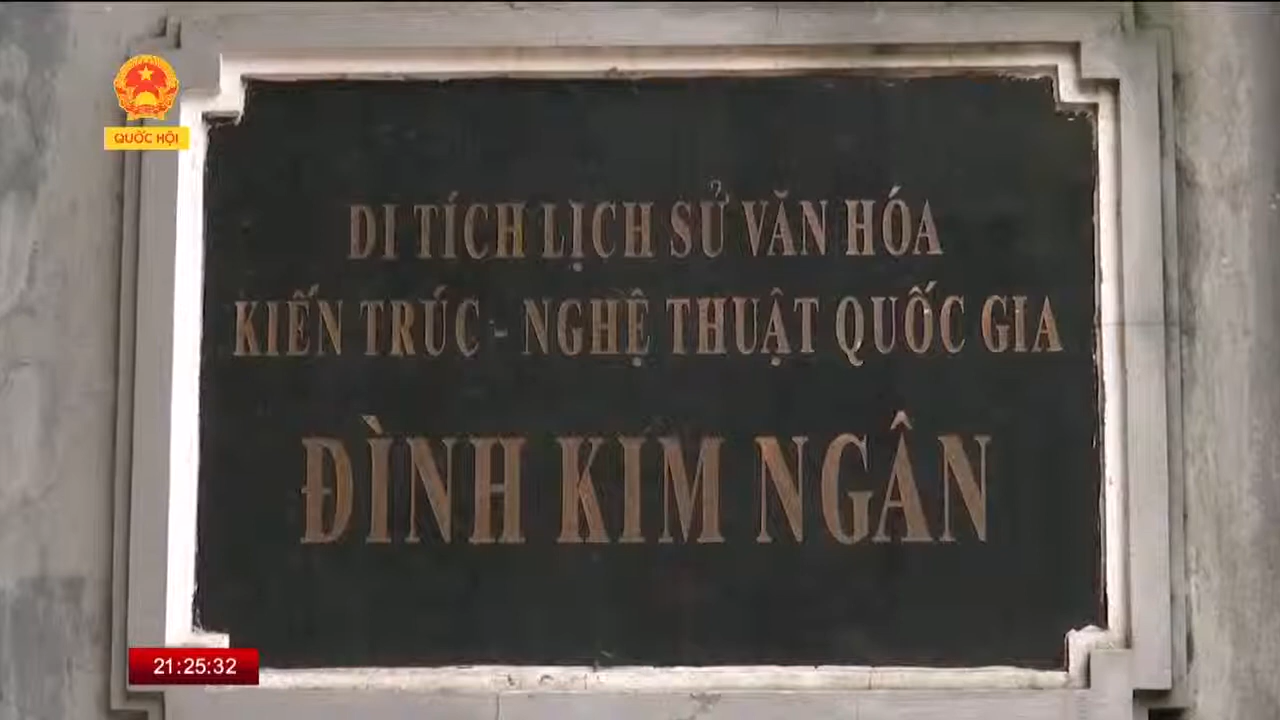 QUỐC HỘI
DI TÍCH LỊCH SỬ VĂN HÓA
KIẾN TRÚC - NGHỆ THUẬT QUỐC GIA
ĐÌNH KIM NGÂN
21:25:32